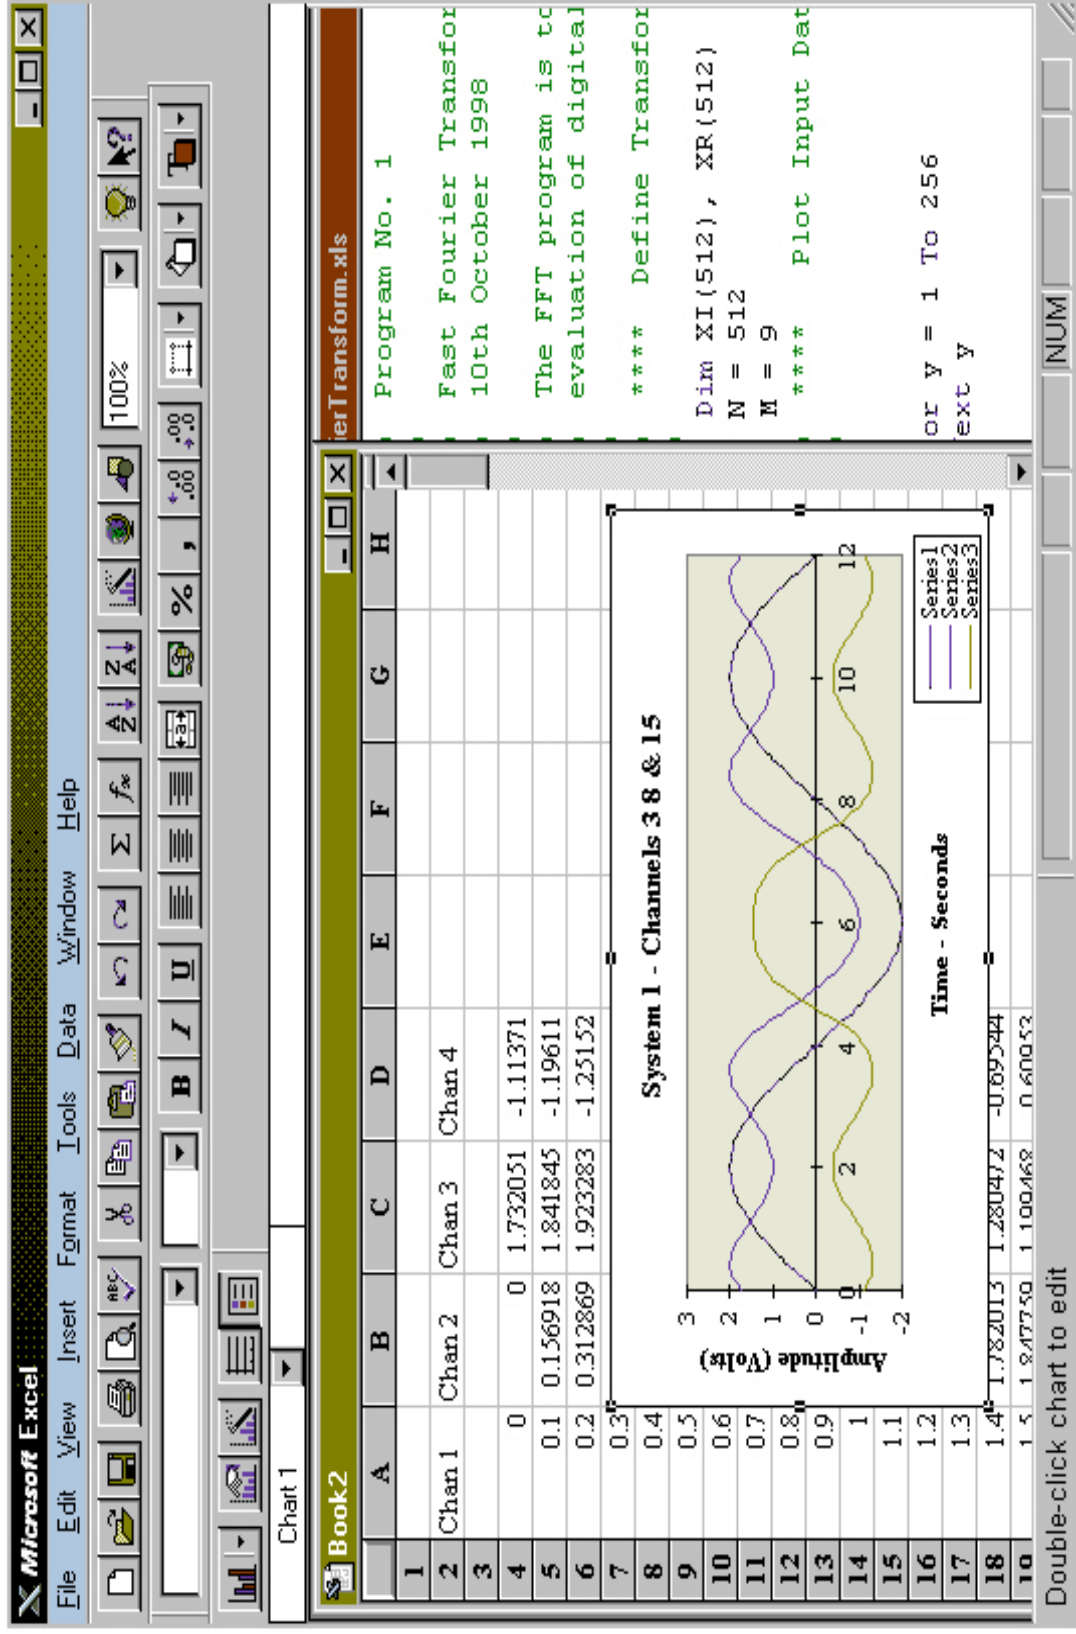 Microsoft Excel
File Edit View Insert Format Tools Data Window Help
ABC Σ fx A Z Z A 100% ?
B I U a % , .00 .00 T
Chart 1
Book2
ierTransform.xls
A B C D E F G H
1
2 Chan 1 Chan 2 Chan 3 Chan 4
3
4 0 0 1.732051 -1.11371
5 0.1 0.156918 1.841845 -1.19611
6 0.2 0.312869 1.923283 -1.25152
7 0.3
8 0.4
9 0.5
10 0.6
11 0.7
12 0.8
13 0.9
14 1
15 1.1
16 1.2
17 1.3
18 1.4 1.782013 1.280472 -0.69544
System 1 - Channels 3 8 & 15
Amplitude (Volts)
3
2
1
0
-1
-2
0 2 4 6 8 10 12
Time - Seconds
Series1
Series2
Series3
' Program No. 1
'
' Fast Fourier Transfor
' 10th October 1998
'
' The FFT program is to
' evaluation of digital
'
' **** Define Transfor
'
Dim XI(512), XR(512)
N = 512
M = 9
' **** Plot Input Dat
'
or y = 1 To 256
ext y
Double-click chart to edit
NUM